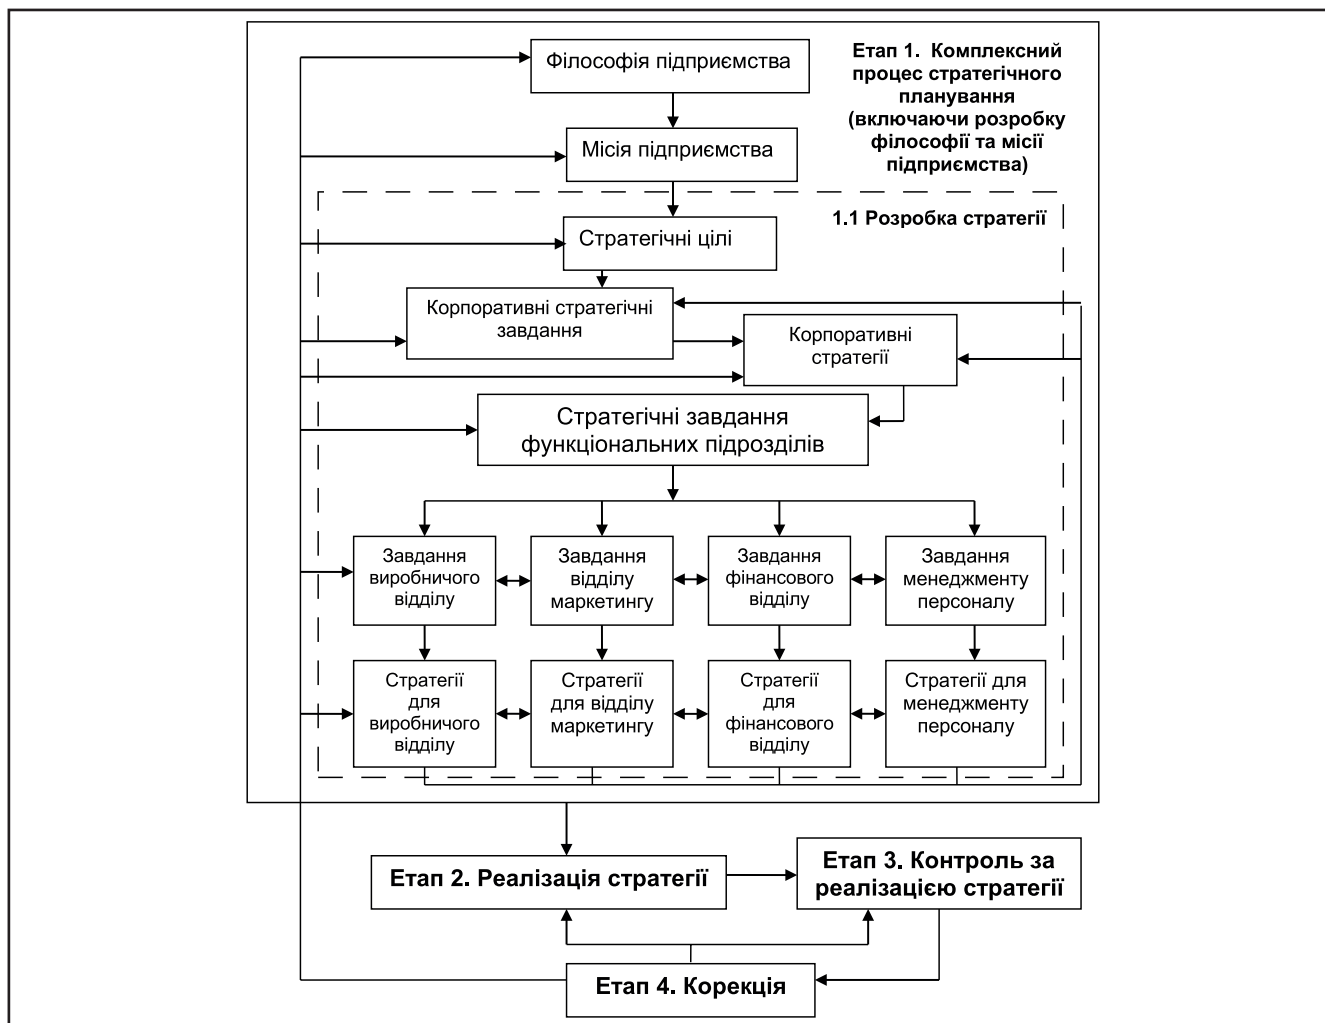 Філософія підприємства
Етап 1.  Комплексний
процес стратегічного
планування
(включаючи розробку
філософії та місії
підприємства)
Місія підприємства
1.1 Розробка стратегії
Стратегічні цілі
Корпоративні стратегічні
завдання
Корпоративні
стратегії
Стратегічні завдання
функціональних підрозділів
Завдання
виробничого
відділу
Завдання
відділу
маркетингу
Завдання
фінансового
відділу
Завдання
менеджменту
персоналу
Стратегії
для
виробничого
відділу
Стратегії
для відділу
маркетингу
Стратегії
для
фінансового
відділу
Стратегії для
менеджменту
персоналу
Етап 2. Реалізація стратегії
Етап 3. Контроль за
реалізацією стратегії
Етап 4. Корекція